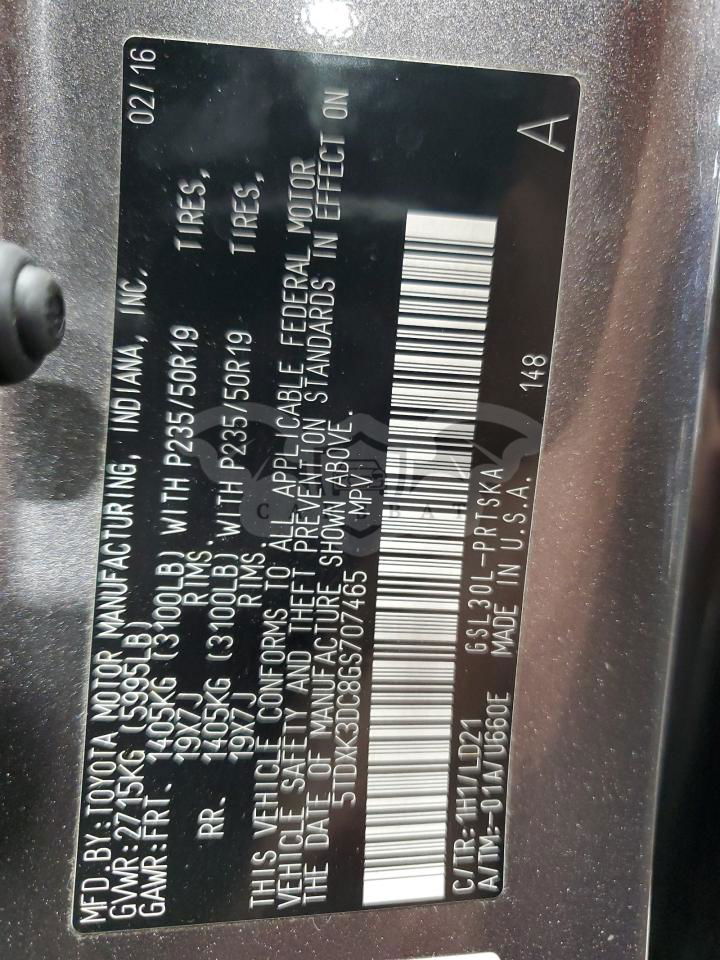 MFD.BY:TOYOTA MOTOR MANUFACTURING, INDIANA, INC. 02/16
GVWR:2715KG (5995LB)
GAWR:FRT. 1405KG (3100LB) WITH P235/50R19 TIRES,
19X7J RIMS.
RR. 1405KG (3100LB) WITH P235/50R19 TIRES,
19X7J RIMS
THIS VEHICLE CONFORMS TO ALL APPLICABLE FEDERAL MOTOR
VEHICLE SAFETY AND THEFT PREVENTION STANDARDS IN EFFECT ON
THE DATE OF MANUFACTURE SHOWN ABOVE.
5TDXK3DC86S707465 MPV
C/TR:1H1/LD21 GSL30L-PRTSKA 148
A/TM:-01A/U660E MADE IN U.S.A. A